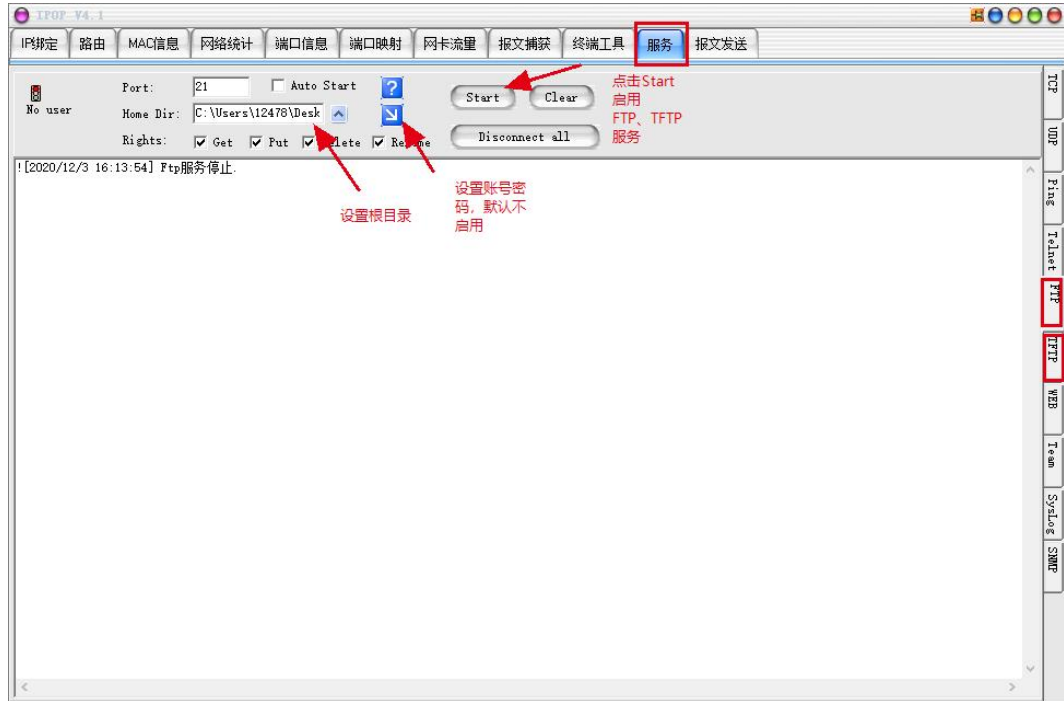 IPOP V4.1
IP绑定 路由 MAC信息 网络统计 端口信息 端口映射 网卡流量 报文捕获 终端工具 服务 报文发送
Port: 21 Auto Start ?
No user
Home Dir: C:\Users\12478\Desk
Rights: Get Put
Start Clear
Disconnect all
点击Start
启用
FTP、TFTP
服务
![2020/12/3 16:13:54] Ftp服务停止.
设置根目录
设置账号密
码，默认不
启用
TCP
UDP
Ping
Telnet
FTP
TFTP
WEB
Team
SysLog
SNMP